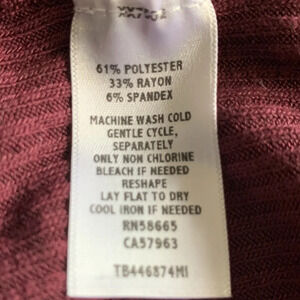 61% POLYESTER
33% RAYON
6% SPANDEX
MACHINE WASH COLD
GENTLE CYCLE,
SEPARATELY
ONLY NON CHLORINE
BLEACH IF NEEDED
RESHAPE
LAY FLAT TO DRY
COOL IRON IF NEEDED
RN58665
CA57963
TB446874MI